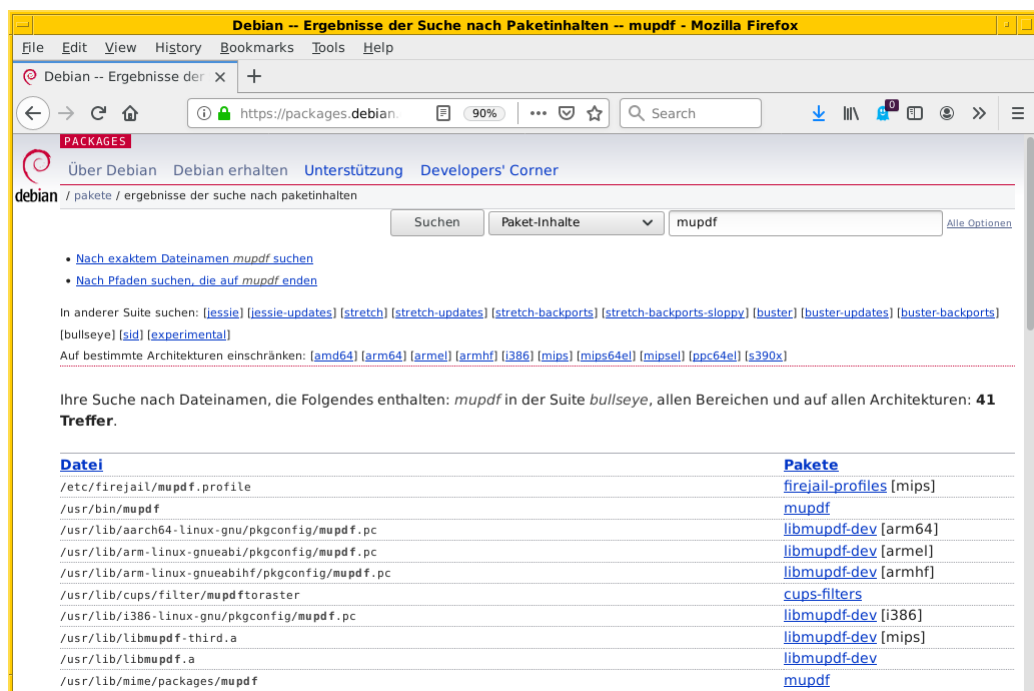 Debian -- Ergebnisse der Suche nach Paketinhalten -- mupdf - Mozilla Firefox
File Edit View History Bookmarks Tools Help
Debian -- Ergebnisse der
https://packages.debian. 90% Search 0
PACKAGES
Über Debian Debian erhalten Unterstützung Developers' Corner
debian / pakete / ergebnisse der suche nach paketinhalten
Suchen Paket-Inhalte mupdf Alle Optionen
• Nach exaktem Dateinamen mupdf suchen
• Nach Pfaden suchen, die auf mupdf enden
In anderer Suite suchen: [jessie] [jessie-updates] [stretch] [stretch-updates] [stretch-backports] [stretch-backports-sloppy] [buster] [buster-updates] [buster-backports]
[bullseye] [sid] [experimental]
Auf bestimmte Architekturen einschränken: [amd64] [arm64] [armel] [armhf] [i386] [mips] [mips64el] [mipsel] [ppc64el] [s390x]
Ihre Suche nach Dateinamen, die Folgendes enthalten: mupdf in der Suite bullseye, allen Bereichen und auf allen Architekturen: 41
Treffer.
Datei Pakete
/etc/firejail/mupdf.profile firejail-profiles [mips]
/usr/bin/mupdf mupdf
/usr/lib/aarch64-linux-gnu/pkgconfig/mupdf.pc libmupdf-dev [arm64]
/usr/lib/arm-linux-gnueabi/pkgconfig/mupdf.pc libmupdf-dev [armel]
/usr/lib/arm-linux-gnueabihf/pkgconfig/mupdf.pc libmupdf-dev [armhf]
/usr/lib/cups/filter/mupdftoraster cups-filters
/usr/lib/i386-linux-gnu/pkgconfig/mupdf.pc libmupdf-dev [i386]
/usr/lib/libmupdf-third.a libmupdf-dev [mips]
/usr/lib/libmupdf.a libmupdf-dev
/usr/lib/mime/packages/mupdf mupdf